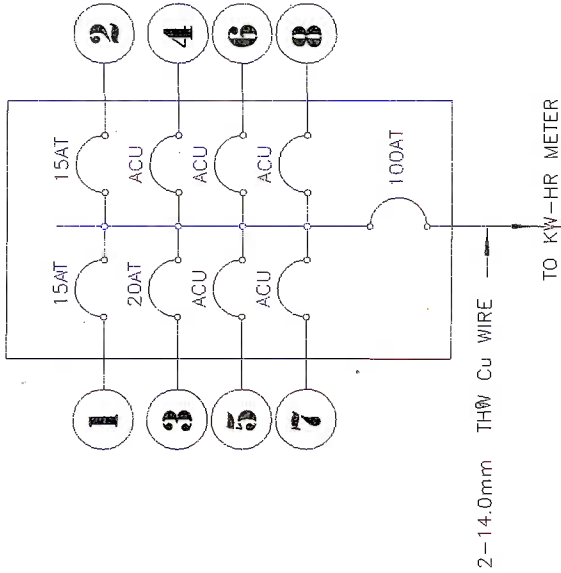 1 15AT 15AT 2
3 20AT ACU 4
5 ACU ACU 6
7 ACU ACU 8
100AT
2-14.0mm THW Cu WIRE
TO KW-HR METER